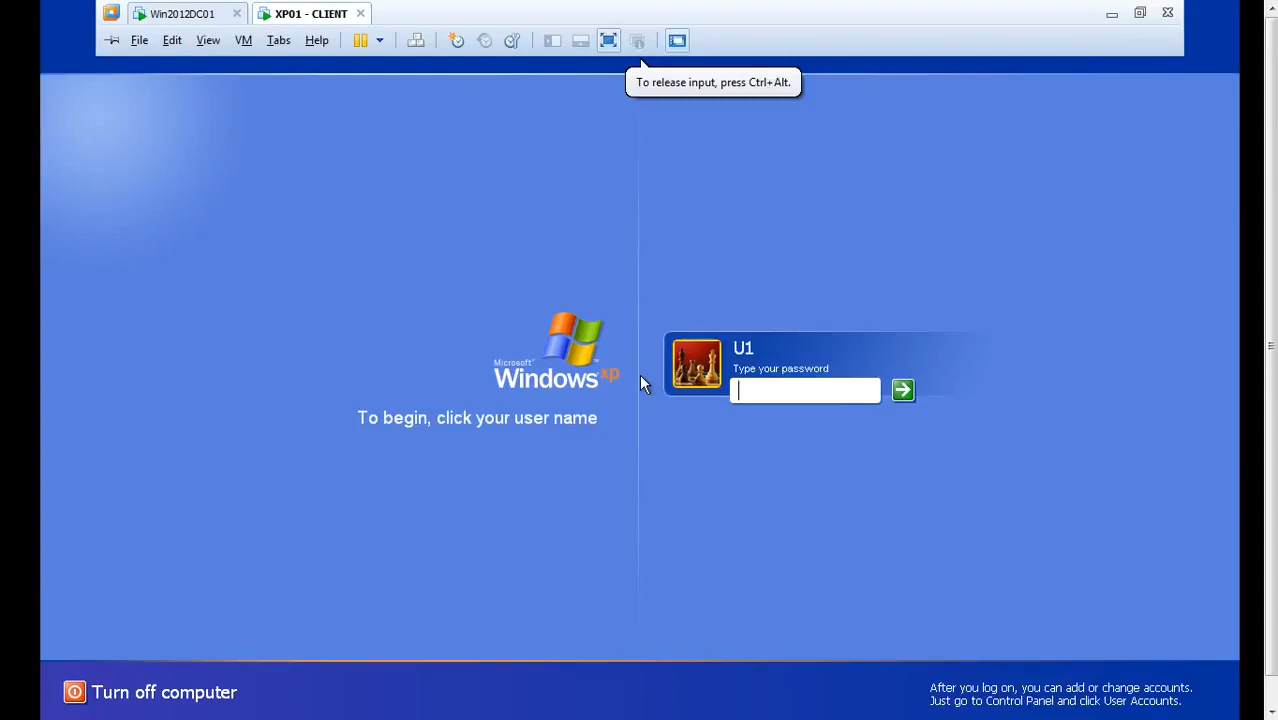 Win2012DC01
XP01 - CLIENT
File Edit View VM Tabs Help
To release input, press Ctrl+Alt.
U1
Type your password
Microsoft®
Windows xp
To begin, click your user name
Turn off computer
After you log on, you can add or change accounts.
Just go to Control Panel and click User Accounts.